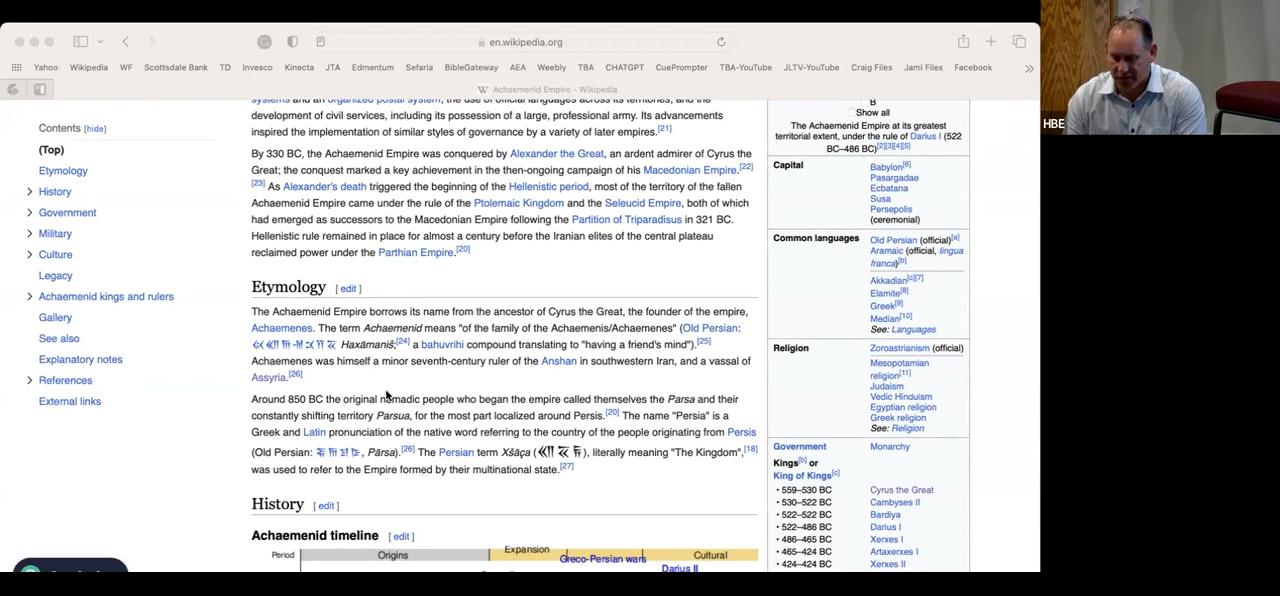 en.wikipedia.org
Yahoo Wikipedia WF Scottsdale Bank TD Invesco Kinecta JTA Edmentum Sefaria BibleGateway AEA Weebly TBA CHATGPT CuePrompter TBA-YouTube JLTV-YouTube Craig Files Jami Files Facebook
Achaemenid Empire - Wikipedia
HBE
Contents [hide]
(Top)
Etymology
History
Government
Military
Culture
Legacy
Achaemenid kings and rulers
Gallery
See also
Explanatory notes
References
External links
systems and an organized postal system, the use of official languages across its territories, and the
development of civil services, including its possession of a large, professional army. Its advancements
inspired the implementation of similar styles of governance by a variety of later empires.[21]
By 330 BC, the Achaemenid Empire was conquered by Alexander the Great, an ardent admirer of Cyrus the
Great; the conquest marked a key achievement in the then-ongoing campaign of his Macedonian Empire.[22]
[23] As Alexander's death triggered the beginning of the Hellenistic period, most of the territory of the fallen
Achaemenid Empire came under the rule of the Ptolemaic Kingdom and the Seleucid Empire, both of which
had emerged as successors to the Macedonian Empire following the Partition of Triparadisus in 321 BC.
Hellenistic rule remained in place for almost a century before the Iranian elites of the central plateau
reclaimed power under the Parthian Empire.[20]
Etymology [ edit ]
The Achaemenid Empire borrows its name from the ancestor of Cyrus the Great, the founder of the empire,
Achaemenes. The term Achaemenid means "of the family of the Achaemenis/Achaemenes" (Old Persian:
Haxāmaniš;[24] a bahuvrihi compound translating to "having a friend's mind").[25]
Achaemenes was himself a minor seventh-century ruler of the Anshan in southwestern Iran, and a vassal of
Assyria.[26]
Around 850 BC the original nomadic people who began the empire called themselves the Parsa and their
constantly shifting territory Parsua, for the most part localized around Persis.[20] The name "Persia" is a
Greek and Latin pronunciation of the native word referring to the country of the people originating from Persis
(Old Persian: Pārsa).[26] The Persian term Xšāça (), literally meaning "The Kingdom",[18]
was used to refer to the Empire formed by their multinational state.[27]
History [ edit ]
Achaemenid timeline [ edit ]
Period Origins Expansion Greco-Persian wars Cultural
Darius II
B
Show all
The Achaemenid Empire at its greatest
territorial extent, under the rule of Darius I (522
BC–486 BC)[2][3][4][5]
Capital Babylon[6]
Pasargadae
Ecbatana
Susa
Persepolis
(ceremonial)
Common languages Old Persian (official)[a]
Aramaic (official, lingua
franca)[b]
Akkadian[c][7]
Elamite[8]
Greek[9]
Median[10]
See: Languages
Religion Zoroastrianism (official)
Mesopotamian
religion[11]
Judaism
Vedic Hinduism
Egyptian religion
Greek religion
See: Religion
Government Monarchy
Kings[b] or
King of Kings[c]
• 559–530 BC Cyrus the Great
• 530–522 BC Cambyses II
• 522–522 BC Bardiya
• 522–486 BC Darius I
• 486–465 BC Xerxes I
• 465–424 BC Artaxerxes I
• 424–424 BC Xerxes II